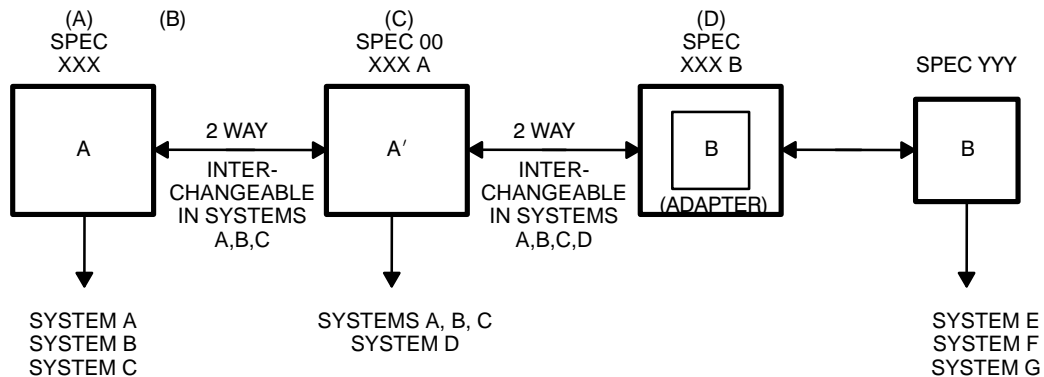 (A)
SPEC
XXX
(B)
(C)
SPEC 00
XXX A
(D)
SPEC
XXX B
SPEC YYY
A
2 WAY
INTER-
CHANGEABLE
IN SYSTEMS
A,B,C
A′
2 WAY
INTER-
CHANGEABLE
IN SYSTEMS
A,B,C,D
B
(ADAPTER)
B
SYSTEM A
SYSTEM B
SYSTEM C
SYSTEMS A, B, C
SYSTEM D
SYSTEM E
SYSTEM F
SYSTEM G